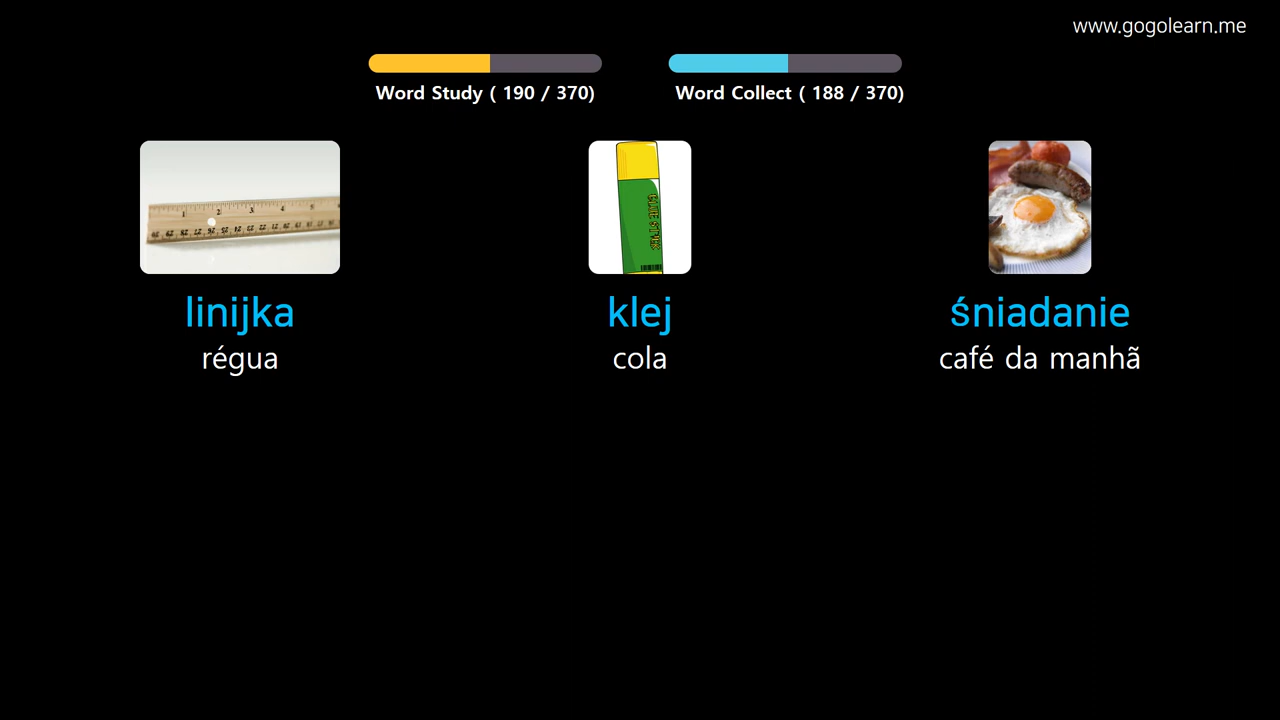 www.gogolearn.me
Word Study ( 190 / 370)
Word Collect ( 188 / 370)
linijka
klej
śniadanie
régua
cola
café da manhã